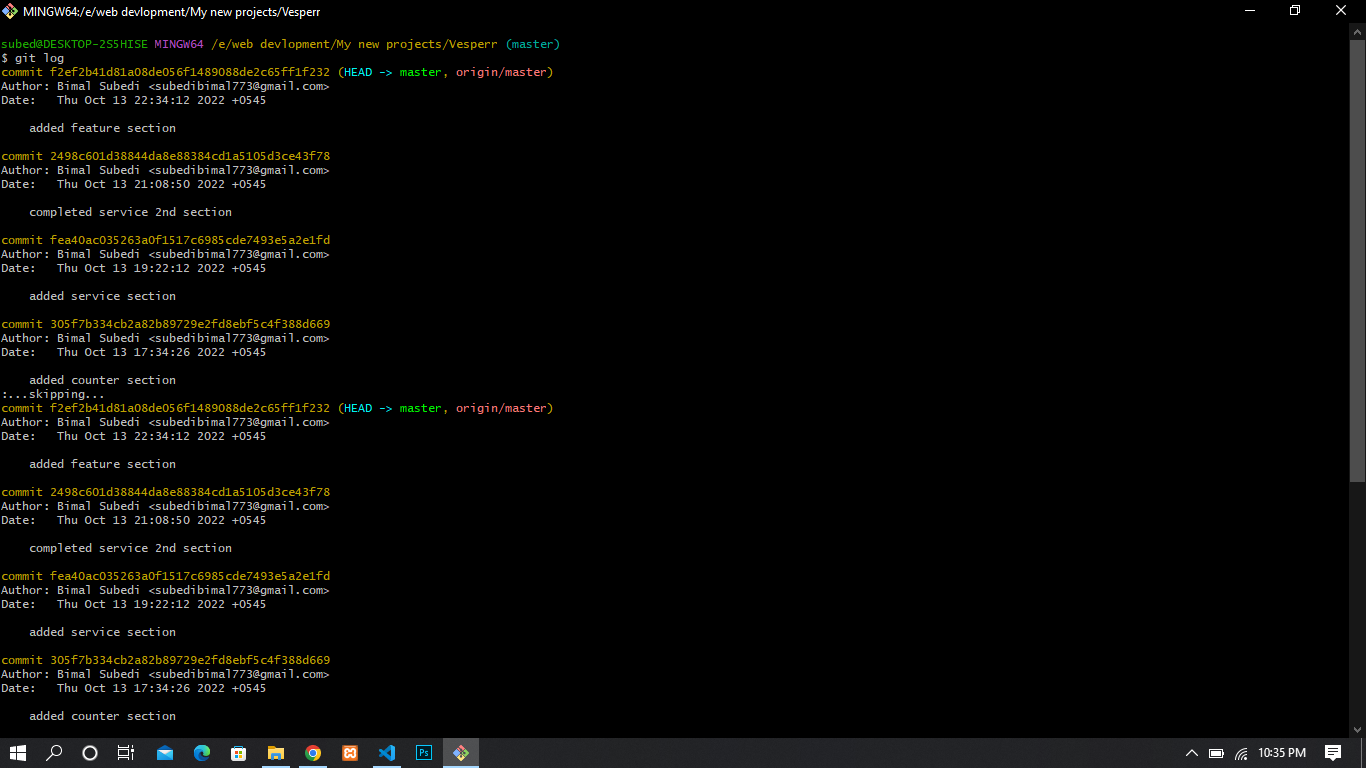 MINGW64:/e/web devlopment/My new projects/Vesperr
subed@DESKTOP-2S5HISE MINGW64 /e/web devlopment/My new projects/Vesperr (master)
$ git log
commit f2ef2b41d81a08de056f1489088de2c65ff1f232 (HEAD -> master, origin/master)
Author: Bimal Subedi <subedibimal773@gmail.com>
Date:   Thu Oct 13 22:34:12 2022 +0545
    added feature section
commit 2498c601d38844da8e88384cd1a5105d3ce43f78
Author: Bimal Subedi <subedibimal773@gmail.com>
Date:   Thu Oct 13 21:08:50 2022 +0545
    completed service 2nd section
commit fea40ac035263a0f1517c6985cde7493e5a2e1fd
Author: Bimal Subedi <subedibimal773@gmail.com>
Date:   Thu Oct 13 19:22:12 2022 +0545
    added service section
commit 305f7b334cb2a82b89729e2fd8ebf5c4f388d669
Author: Bimal Subedi <subedibimal773@gmail.com>
Date:   Thu Oct 13 17:34:26 2022 +0545
    added counter section
:...skipping...
commit f2ef2b41d81a08de056f1489088de2c65ff1f232 (HEAD -> master, origin/master)
Author: Bimal Subedi <subedibimal773@gmail.com>
Date:   Thu Oct 13 22:34:12 2022 +0545
    added feature section
commit 2498c601d38844da8e88384cd1a5105d3ce43f78
Author: Bimal Subedi <subedibimal773@gmail.com>
Date:   Thu Oct 13 21:08:50 2022 +0545
    completed service 2nd section
commit fea40ac035263a0f1517c6985cde7493e5a2e1fd
Author: Bimal Subedi <subedibimal773@gmail.com>
Date:   Thu Oct 13 19:22:12 2022 +0545
    added service section
commit 305f7b334cb2a82b89729e2fd8ebf5c4f388d669
Author: Bimal Subedi <subedibimal773@gmail.com>
Date:   Thu Oct 13 17:34:26 2022 +0545
    added counter section
Ps
10:35 PM